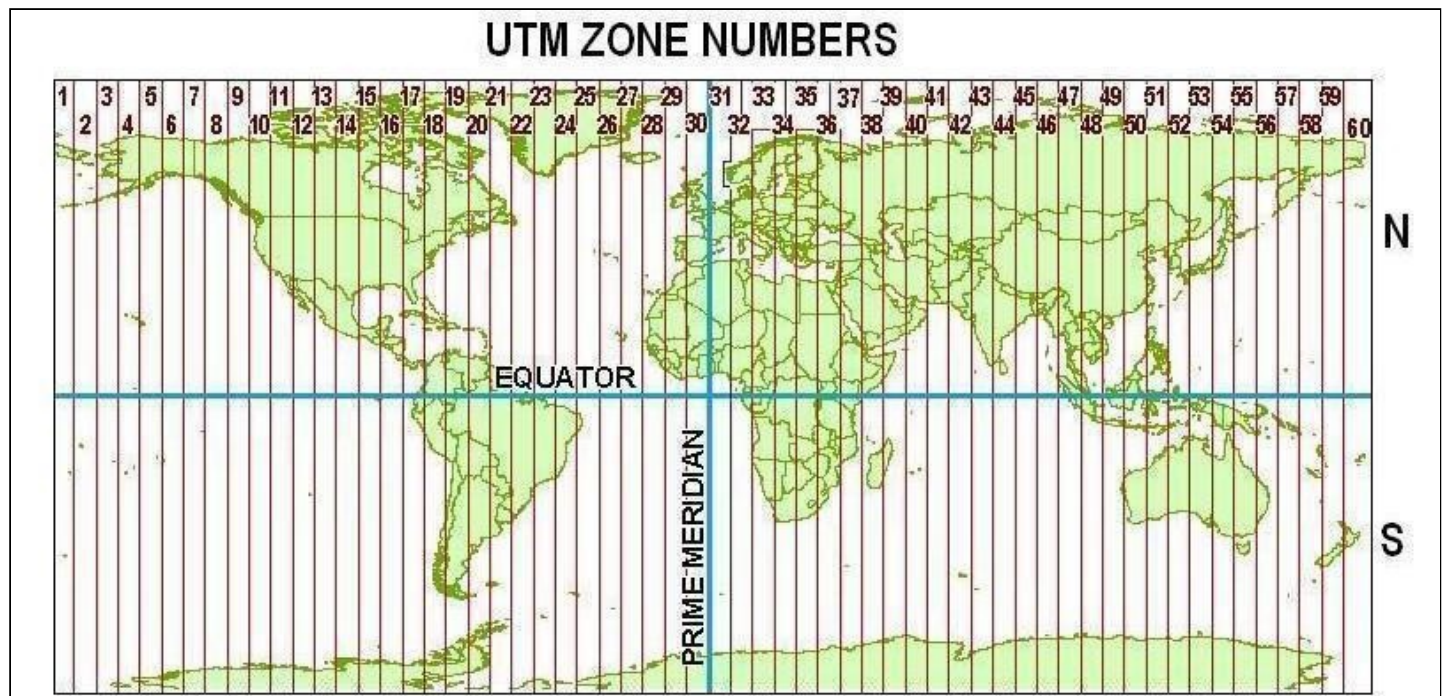 UTM ZONE NUMBERS
1 3 5 7 9 11 13 15 17 19 21 23 25 27 29 31 33 35 37 39 41 43 45 47 49 51 53 55 57 59
2 4 6 8 10 12 14 16 18 20 22 24 26 28 30 32 34 36 38 40 42 44 46 48 50 52 54 56 58 60
N
EQUATOR
PRIME MERIDIAN
S